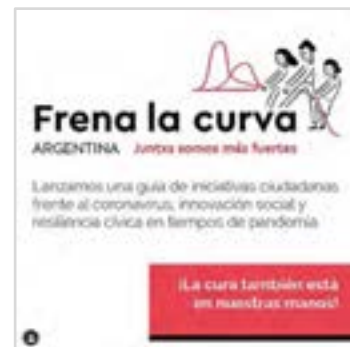 Frena la curva
ARGENTINA Juntxs somos más fuertes
Lanzamos una guía de iniciativas ciudadanas
frente al coronavirus, innovación social y
resiliencia cívica en tiempos de pandemia
¡La cura también está
en nuestras manos!